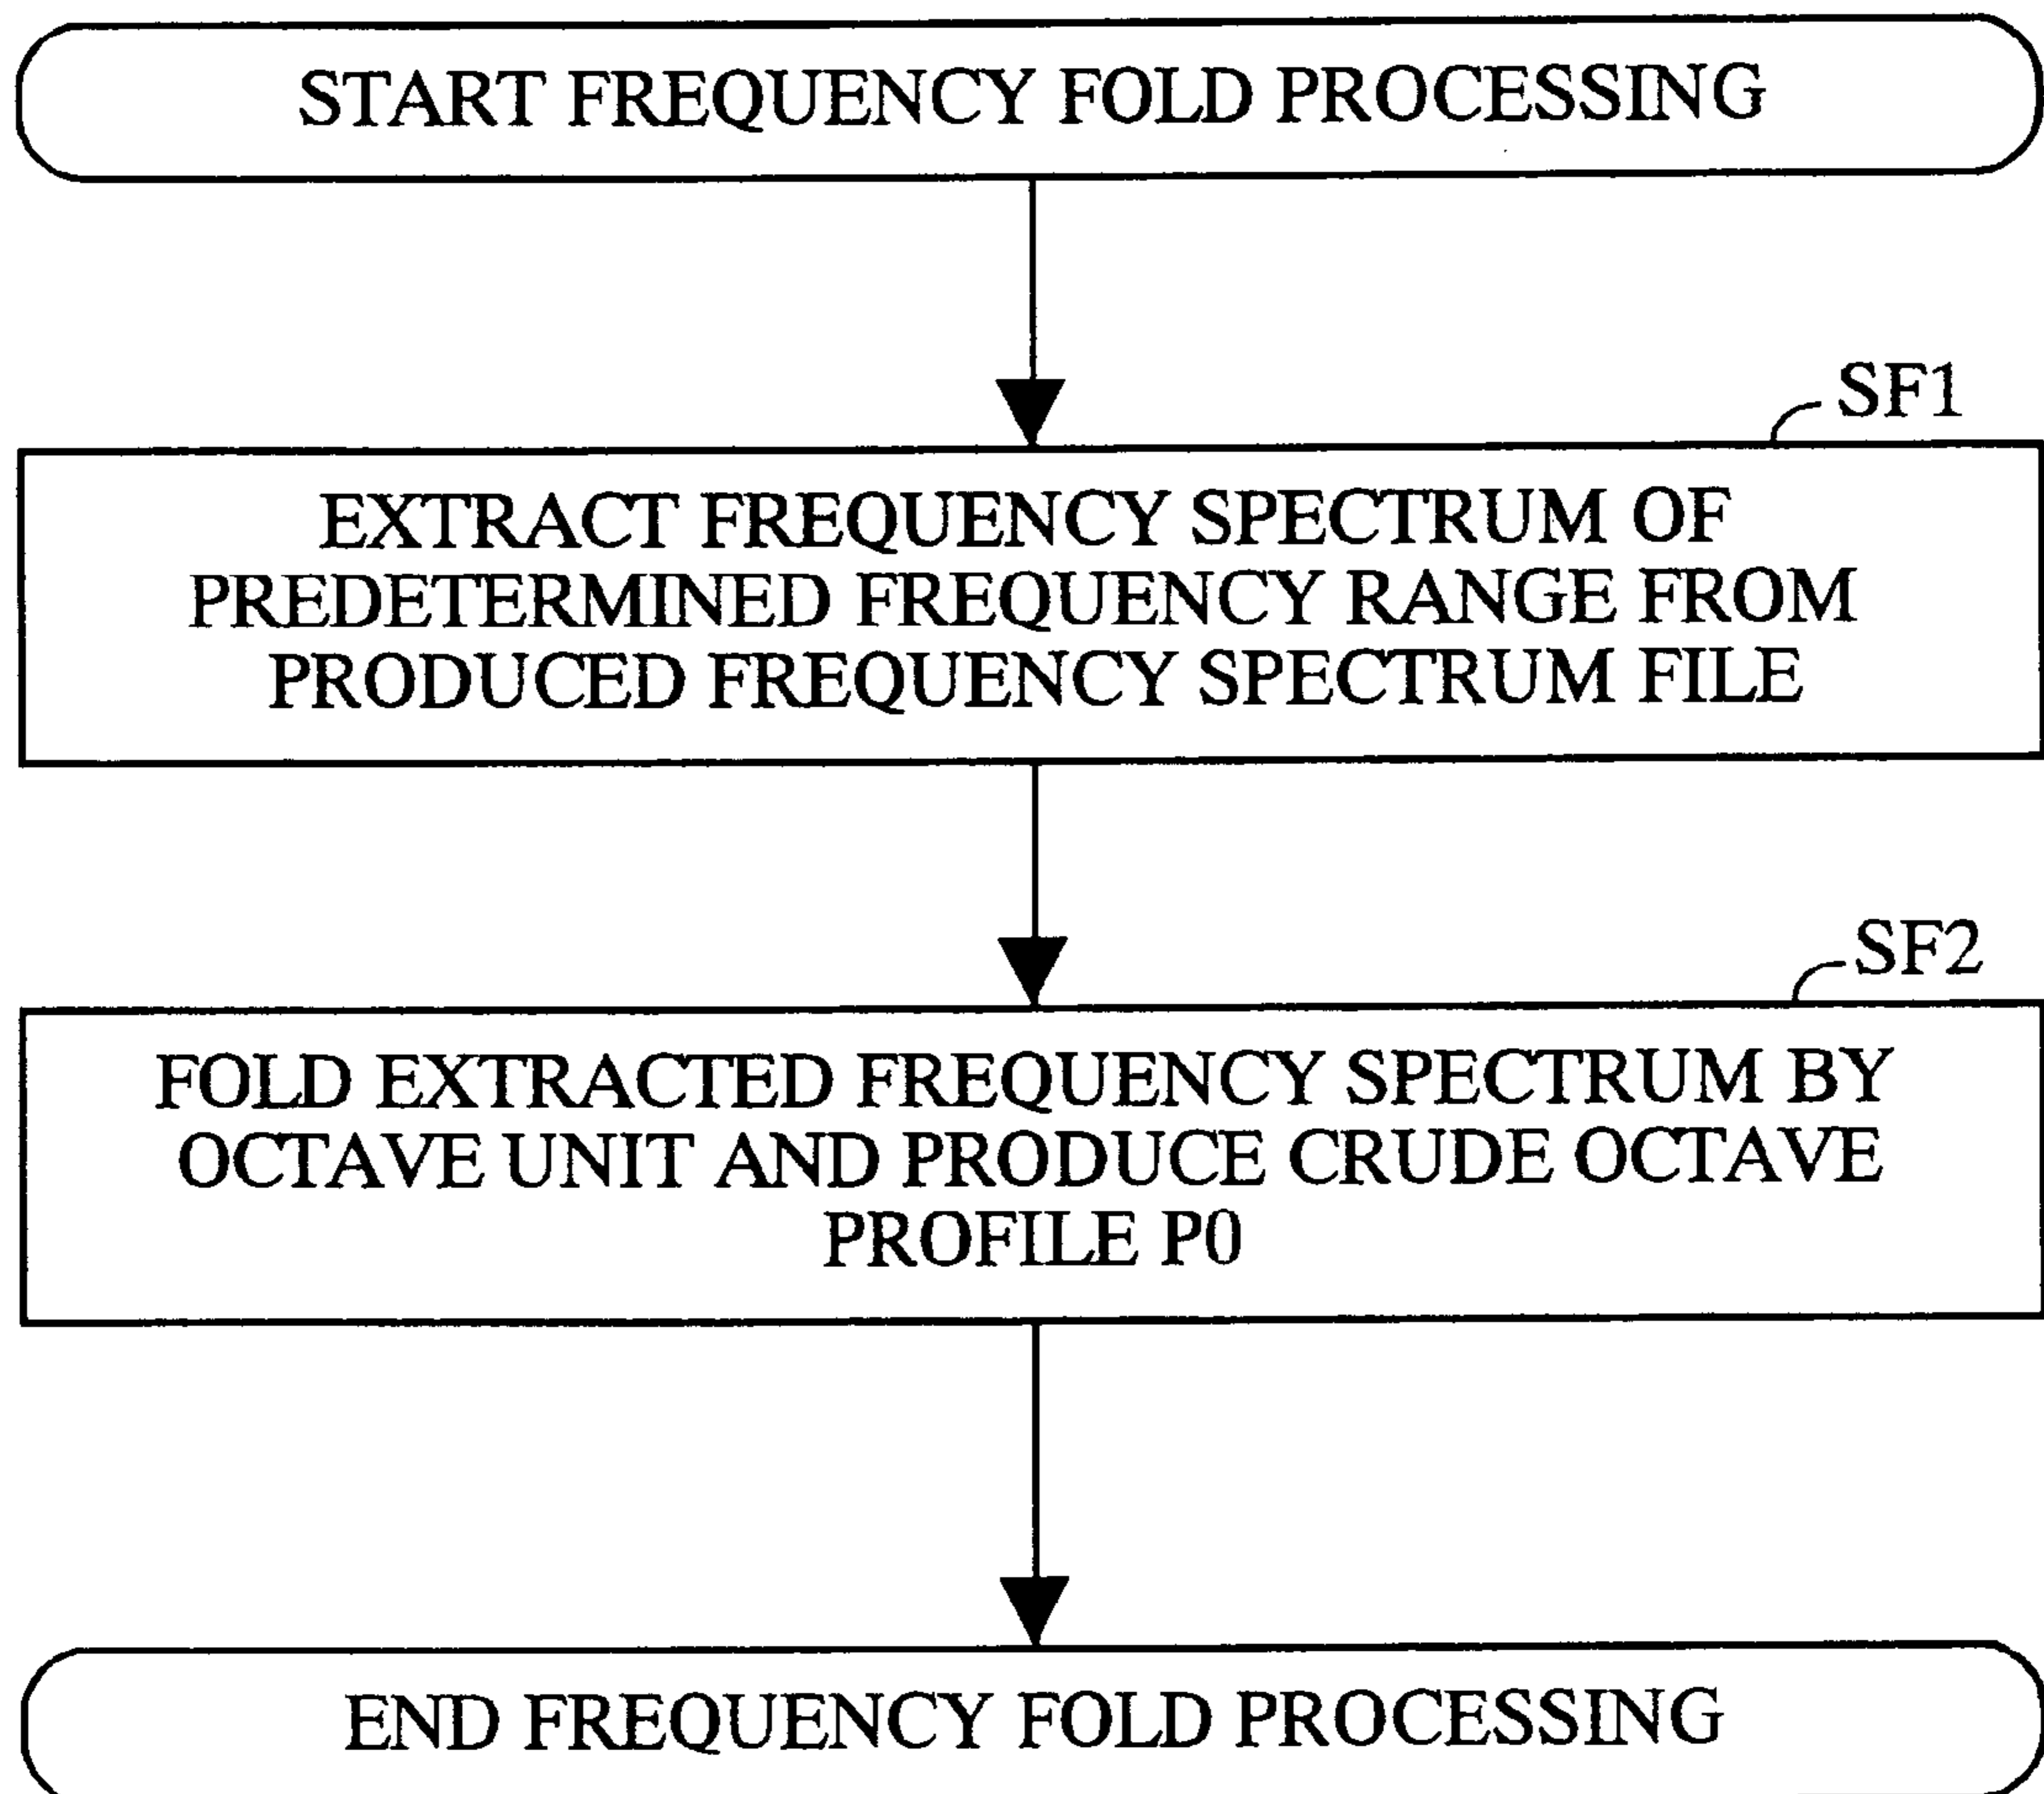 START FREQUENCY FOLD PROCESSING
SF1
EXTRACT FREQUENCY SPECTRUM OF
PREDETERMINED FREQUENCY RANGE FROM
PRODUCED FREQUENCY SPECTRUM FILE
SF2
FOLD EXTRACTED FREQUENCY SPECTRUM BY
OCTAVE UNIT AND PRODUCE CRUDE OCTAVE
PROFILE P0
END FREQUENCY FOLD PROCESSING